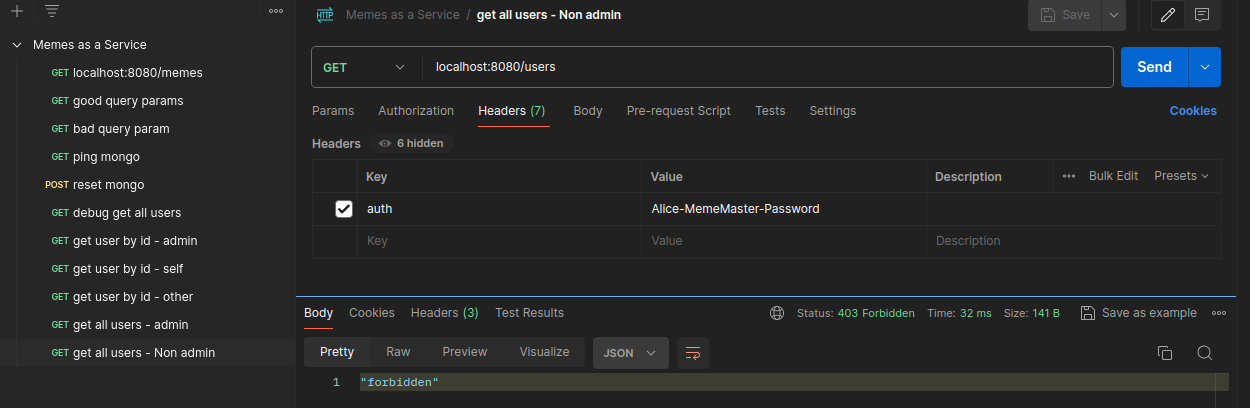 HTTP Memes as a Service / get all users - Non admin Save
Memes as a Service
GET localhost:8080/memes
GET good query params
GET bad query param
GET ping mongo
POST reset mongo
GET debug get all users
GET get user by id - admin
GET get user by id - self
GET get user by id - other
GET get all users - admin
GET get all users - Non admin
GET localhost:8080/users Send
Params Authorization Headers (7) Body Pre-request Script Tests Settings Cookies
Headers 6 hidden
Key Value Description Bulk Edit Presets
auth Alice-MemeMaster-Password
Key Value Description
Body Cookies Headers (3) Test Results Status: 403 Forbidden Time: 32 ms Size: 141 B Save as example
Pretty Raw Preview Visualize JSON
1 "forbidden"